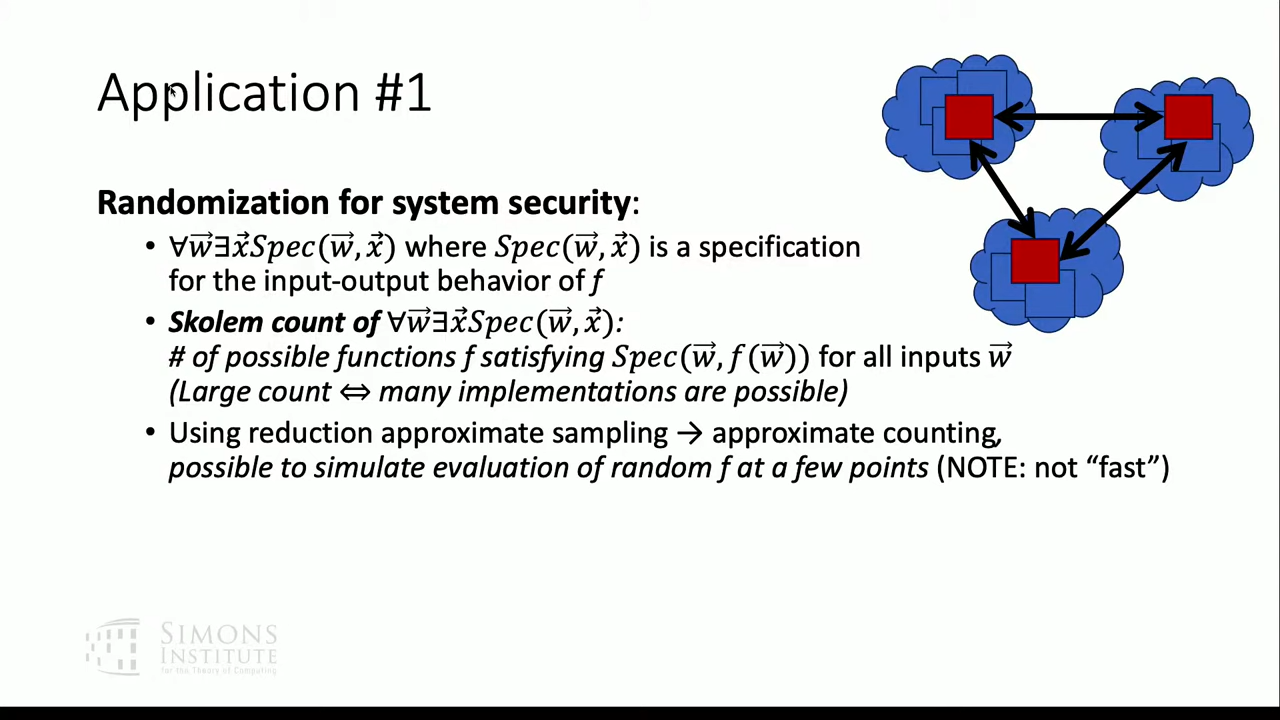 Application #1
Randomization for system security:
• ∀w⃗∃x⃗Spec(w⃗, x⃗) where Spec(w⃗, x⃗) is a specification
for the input-output behavior of f
• Skolem count of ∀w⃗∃x⃗Spec(w⃗, x⃗):
# of possible functions f satisfying Spec(w⃗, f(w⃗)) for all inputs w⃗
(Large count ⇔ many implementations are possible)
• Using reduction approximate sampling → approximate counting,
possible to simulate evaluation of random f at a few points (NOTE: not “fast”)
SIMONS
INSTITUTE
for the Theory of Computing